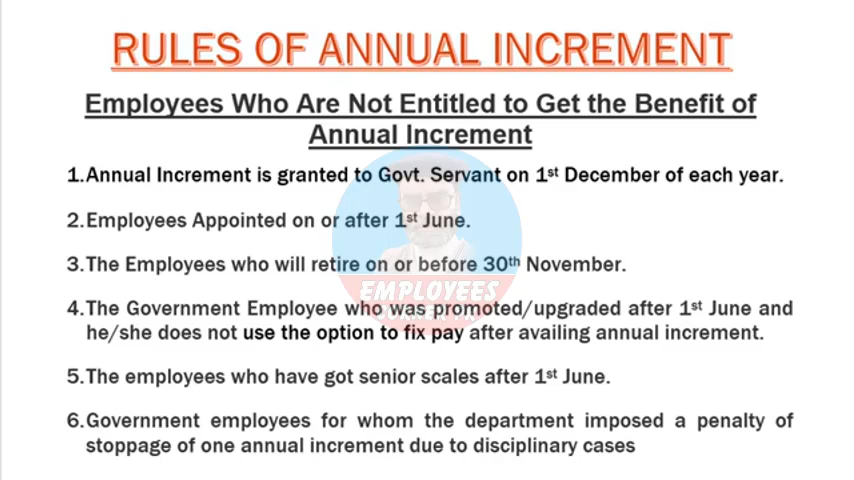 RULES OF ANNUAL INCREMENT
Employees Who Are Not Entitled to Get the Benefit of
Annual Increment
1.Annual Increment is granted to Govt. Servant on 1st December of each year.
2.Employees Appointed on or after 1st June.
3.The Employees who will retire on or before 30th November.
4.The Government Employee who was promoted/upgraded after 1st June and
he/she does not use the option to fix pay after availing annual increment.
5.The employees who have got senior scales after 1st June.
6.Government employees for whom the department imposed a penalty of
stoppage of one annual increment due to disciplinary cases
EMPLOYEES
CORNER PK